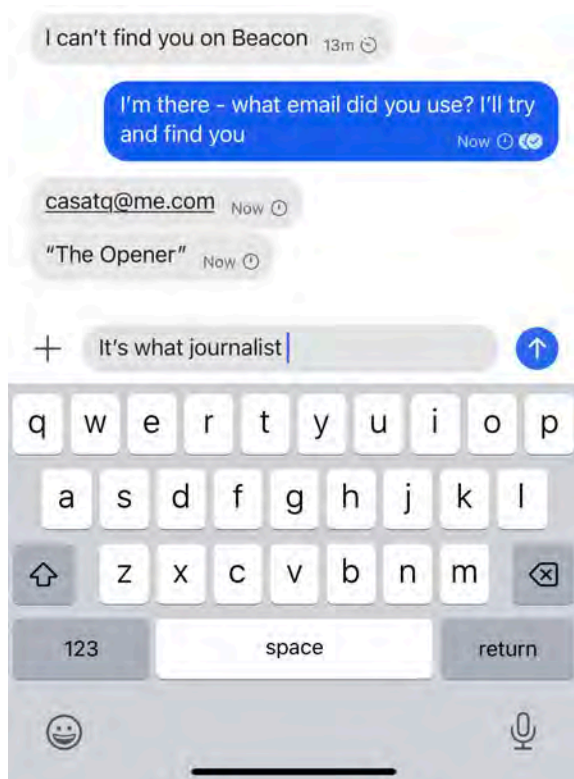 I can't find you on Beacon 13m
I'm there – what email did you use? I'll try
and find you
Now
casatq@me.com Now
“The Opener” Now
It's what journalist
q w e r t y u i o p
a s d f g h j k l
z x c v b n m
123 space return